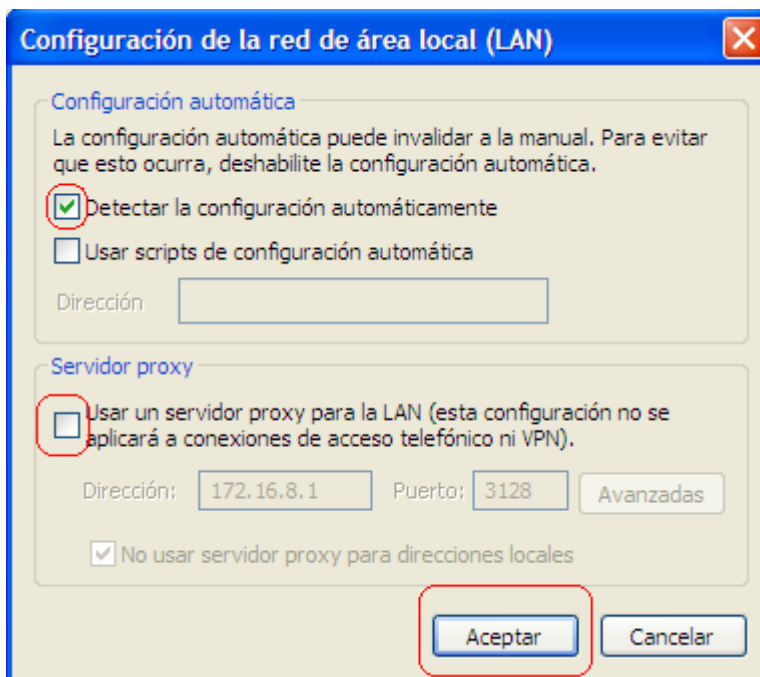 Configuración de la red de área local (LAN)
Configuración automática
La configuración automática puede invalidar a la manual. Para evitar
que esto ocurra, deshabilite la configuración automática.
Detectar la configuración automáticamente
Usar scripts de configuración automática
Dirección
Servidor proxy
Usar un servidor proxy para la LAN (esta configuración no se
aplicará a conexiones de acceso telefónico ni VPN).
Dirección: 172.16.8.1 Puerto: 3128 Avanzadas
No usar servidor proxy para direcciones locales
Aceptar Cancelar